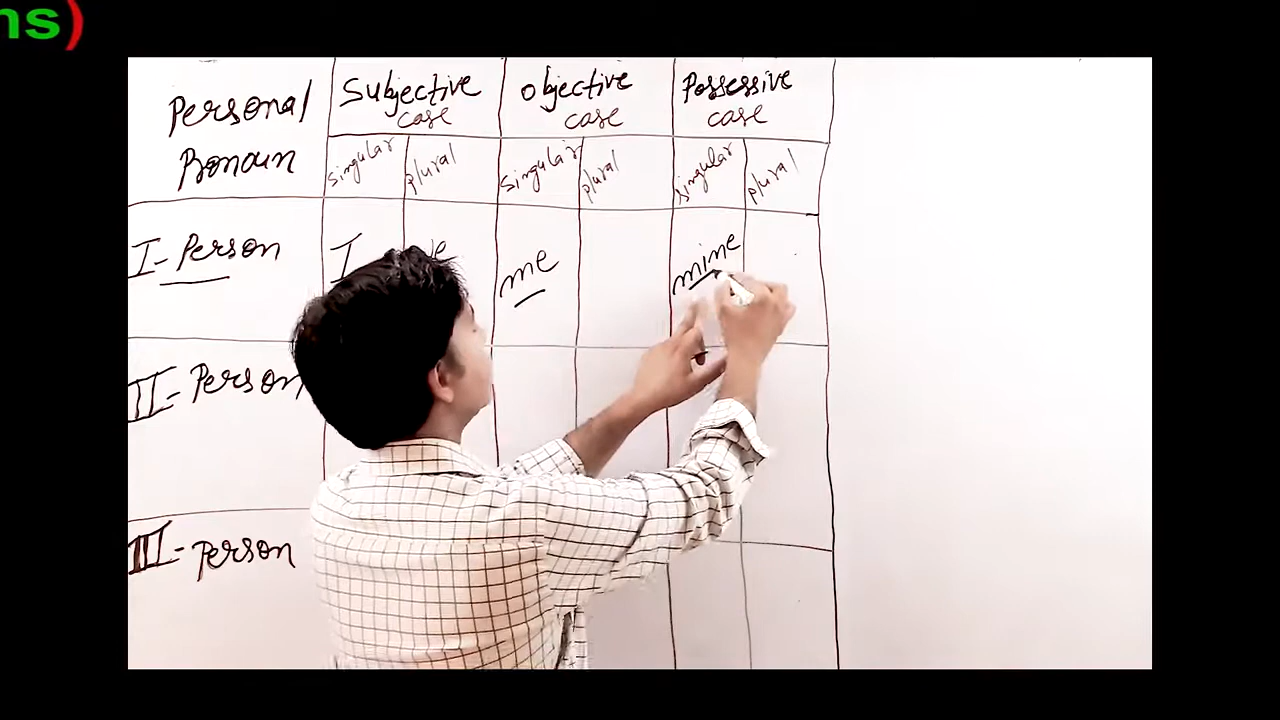 ns)
Personal
Pronoun
Subjective
case
objective
case
Possessive
case
singular
plural
singular
plural
singular
plural
I- Person
I
me
mine
II- Person
III- Person